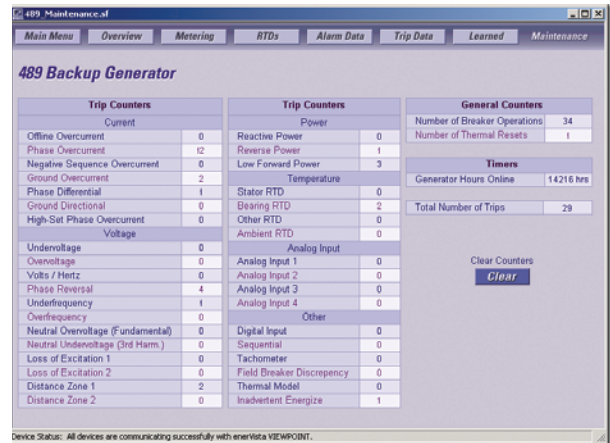 489_Maintenance.sf
Main Menu Overview Metering RTDs Alarm Data Trip Data Learned Maintenance
489 Backup Generator
Trip Counters
Current
Offline Overcurrent 0
Phase Overcurrent 12
Negative Sequence Overcurrent 0
Ground Overcurrent 2
Phase Differential 1
Ground Directional 0
High-Set Phase Overcurrent 0
Voltage
Undervoltage 0
Overvoltage 0
Volts / Hertz 0
Phase Reversal 4
Underfrequency 1
Overfrequency 0
Neutral Overvoltage (Fundamental) 0
Neutral Undervoltage (3rd Harm.) 0
Loss of Excitation 1 0
Loss of Excitation 2 0
Distance Zone 1 2
Distance Zone 2 0
Trip Counters
Power
Reactive Power 0
Reverse Power 1
Low Forward Power 3
Temperature
Stator RTD 0
Bearing RTD 2
Other RTD 0
Ambient RTD 0
Analog Input
Analog Input 1 0
Analog Input 2 0
Analog Input 3 0
Analog Input 4 0
Other
Digital Input 0
Sequential 0
Tachometer 0
Field Breaker Discrepency 0
Thermal Model 0
Inadvertent Energize 1
General Counters
Number of Breaker Operations 34
Number of Thermal Resets 1
Timers
Generator Hours Online 14216 hrs
Total Number of Trips 29
Clear Counters
Clear
Device Status: All devices are communicating successfully with enerVista VIEWPOINT.